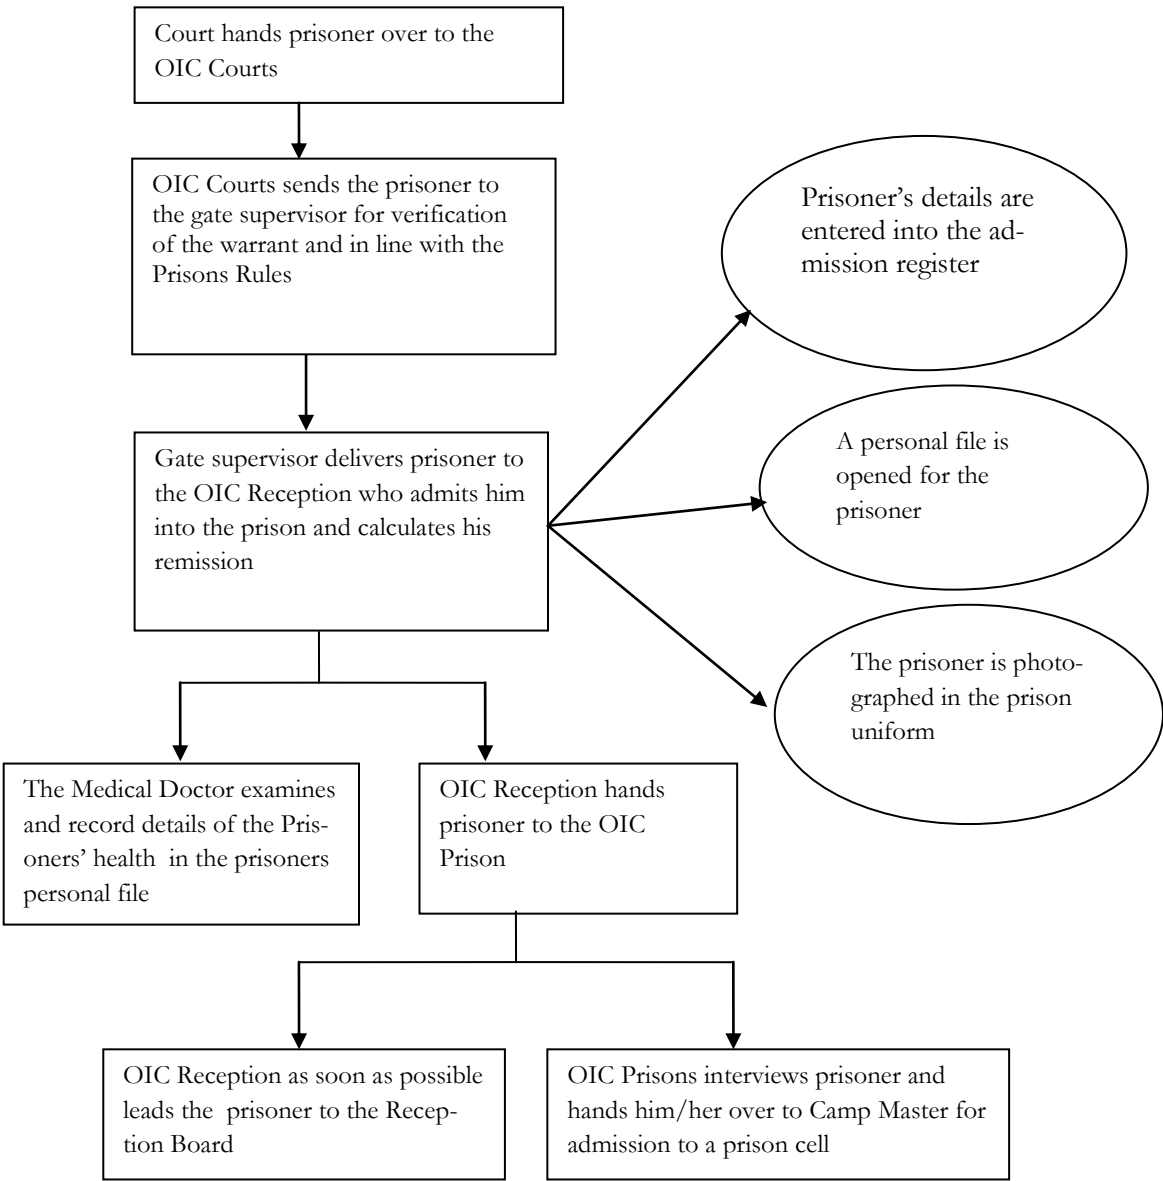 Court hands prisoner over to the
OIC Courts
OIC Courts sends the prisoner to
the gate supervisor for verification
of the warrant and in line with the
Prisons Rules
Prisoner’s details are
entered into the ad-
mission register
Gate supervisor delivers prisoner to
the OIC Reception who admits him
into the prison and calculates his
remission
A personal file is
opened for the
prisoner
The prisoner is photo-
graphed in the prison
uniform
The Medical Doctor examines
and record details of the Pris-
oners’ health in the prisoners
personal file
OIC Reception hands
prisoner to the OIC
Prison
OIC Reception as soon as possible
leads the prisoner to the Recep-
tion Board
OIC Prisons interviews prisoner and
hands him/her over to Camp Master for
admission to a prison cell